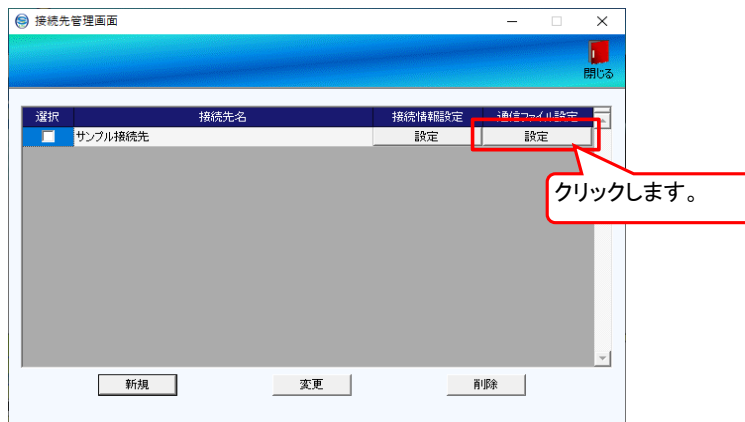 接続先管理画面
閉じる
選択 接続先名 接続情報設定 通信ファイル設定
サンプル接続先 設定 設定
クリックします。
新規 変更 削除